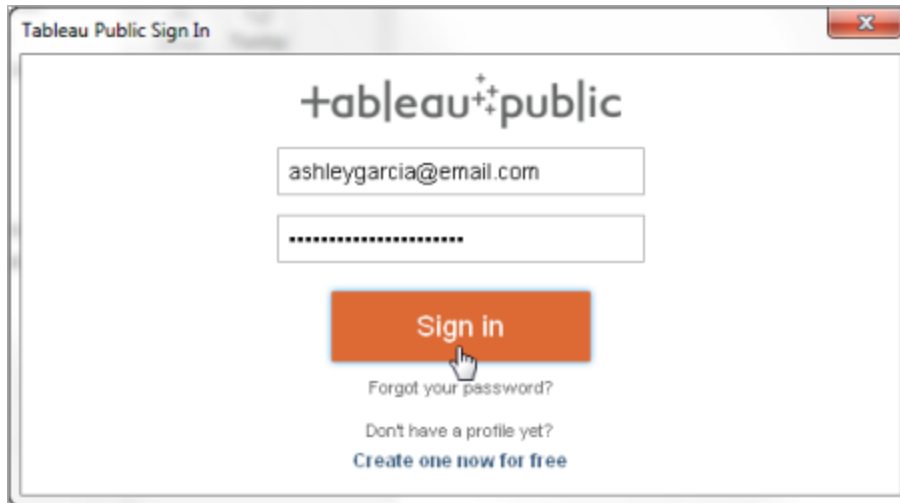 Tableau Public Sign In
tableau public
ashleygarcia@email.com
••••••••••••••••••••••
Sign in
Forgot your password?
Don't have a profile yet?
Create one now for free